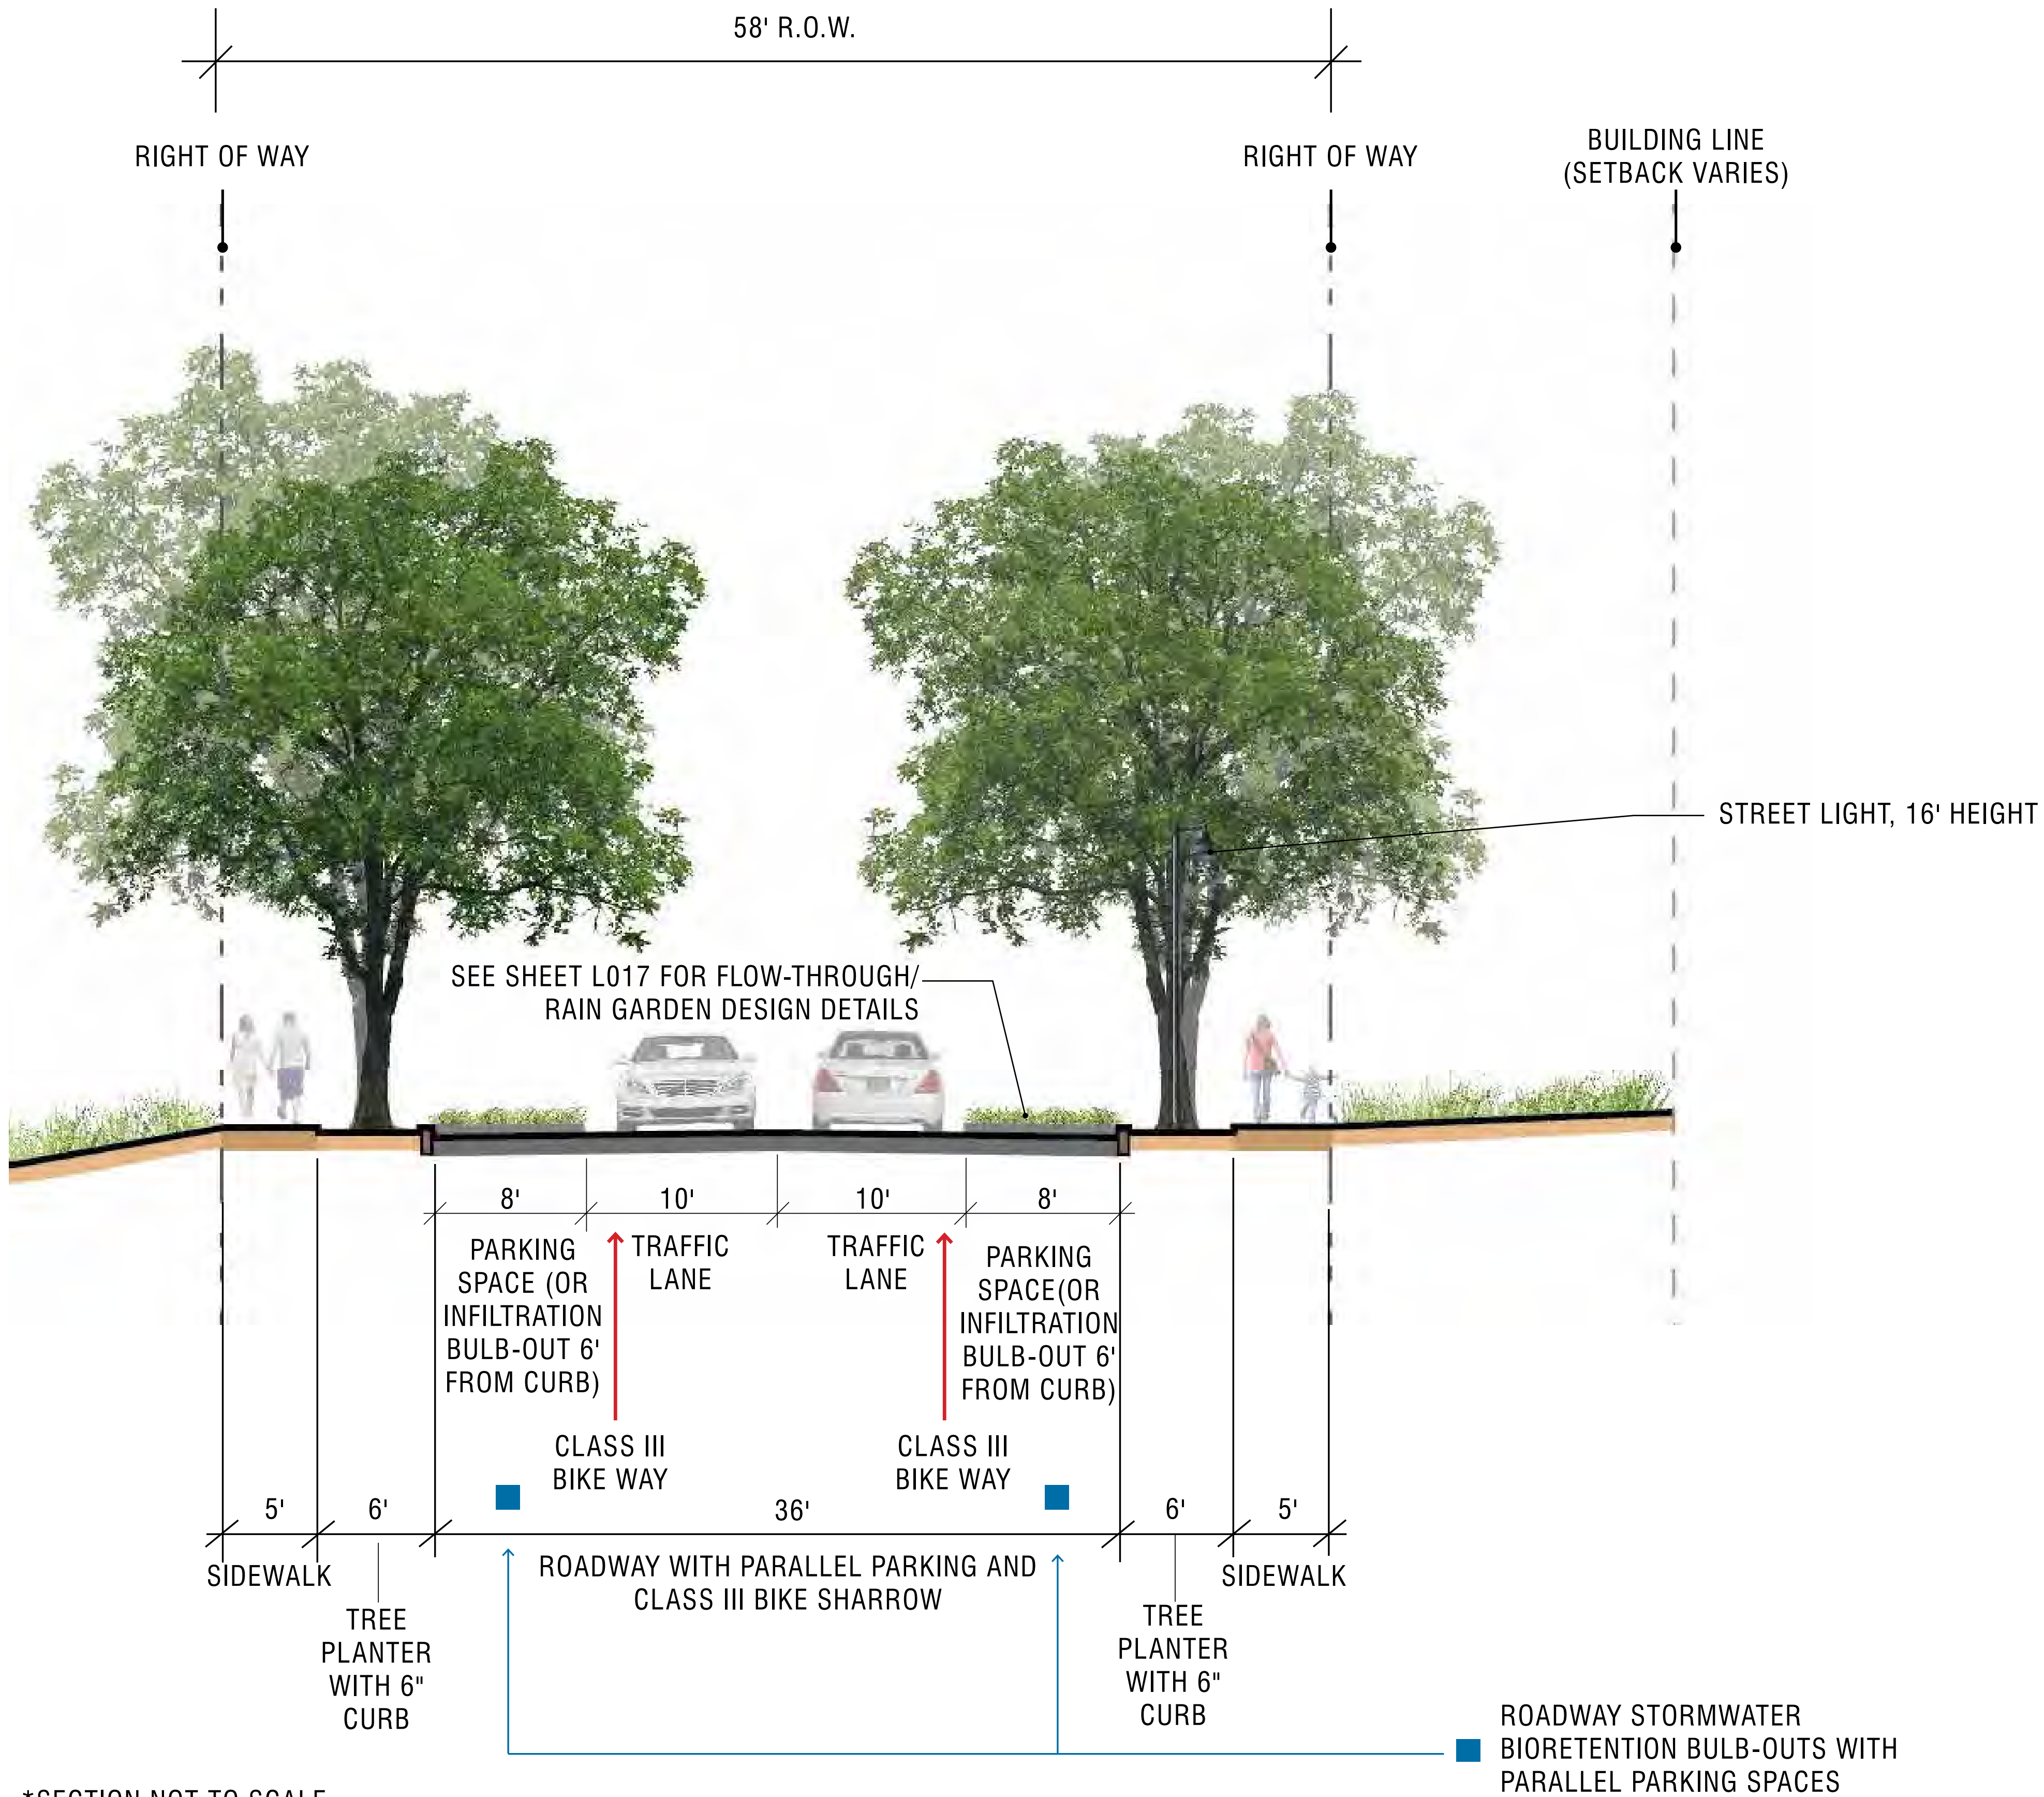 58' R.O.W.
RIGHT OF WAY
RIGHT OF WAY
BUILDING LINE
(SETBACK VARIES)
STREET LIGHT, 16' HEIGHT
SEE SHEET L017 FOR FLOW-THROUGH/
RAIN GARDEN DESIGN DETAILS
8'
10'
10'
8'
PARKING
SPACE (OR
INFILTRATION
BULB-OUT 6'
FROM CURB)
TRAFFIC
LANE
TRAFFIC
LANE
PARKING
SPACE(OR
INFILTRATION
BULB-OUT 6'
FROM CURB)
CLASS III
BIKE WAY
CLASS III
BIKE WAY
5'
6'
36'
6'
5'
SIDEWALK
ROADWAY WITH PARALLEL PARKING AND
CLASS III BIKE SHARROW
SIDEWALK
TREE
PLANTER
WITH 6"
CURB
TREE
PLANTER
WITH 6"
CURB
ROADWAY STORMWATER
BIORETENTION BULB-OUTS WITH
PARALLEL PARKING SPACES
*SECTION NOT TO SCALE